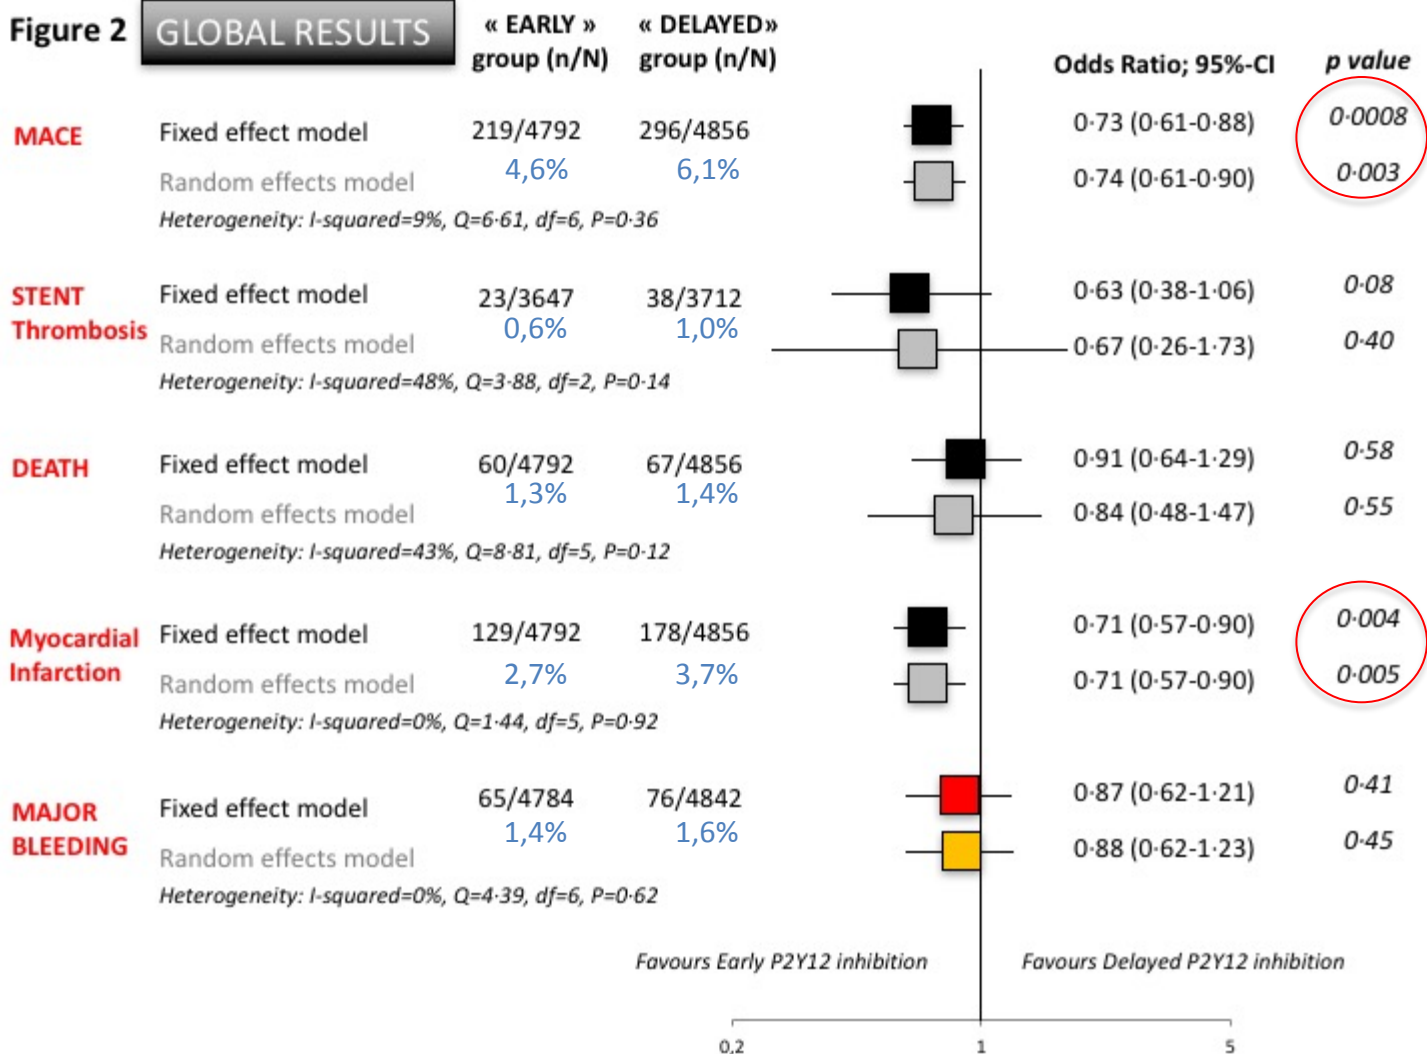 Figure 2 GLOBAL RESULTS « EARLY » « DELAYED»
group (n/N) group (n/N)
Odds Ratio; 95%-CI p value
MACE Fixed effect model 219/4792 296/4856 0·73 (0·61-0·88) 0·0008
4,6% 6,1%
Random effects model 0·74 (0·61-0·90) 0·003
Heterogeneity: I-squared=9%, Q=6·61, df=6, P=0·36
STENT Fixed effect model 23/3647 38/3712 0·63 (0·38-1·06) 0·08
Thrombosis 0,6% 1,0%
Random effects model 0·67 (0·26-1·73) 0·40
Heterogeneity: I-squared=48%, Q=3·88, df=2, P=0·14
DEATH Fixed effect model 60/4792 67/4856 0·91 (0·64-1·29) 0·58
1,3% 1,4%
Random effects model 0·84 (0·48-1·47) 0·55
Heterogeneity: I-squared=43%, Q=8·81, df=5, P=0·12
Myocardial Fixed effect model 129/4792 178/4856 0·71 (0·57-0·90) 0·004
Infarction 2,7% 3,7%
Random effects model 0·71 (0·57-0·90) 0·005
Heterogeneity: I-squared=0%, Q=1·44, df=5, P=0·92
MAJOR Fixed effect model 65/4784 76/4842 0·87 (0·62-1·21) 0·41
BLEEDING 1,4% 1,6%
Random effects model 0·88 (0·62-1·23) 0·45
Heterogeneity: I-squared=0%, Q=4·39, df=6, P=0·62
Favours Early P2Y12 inhibition Favours Delayed P2Y12 inhibition
0,2 1 5